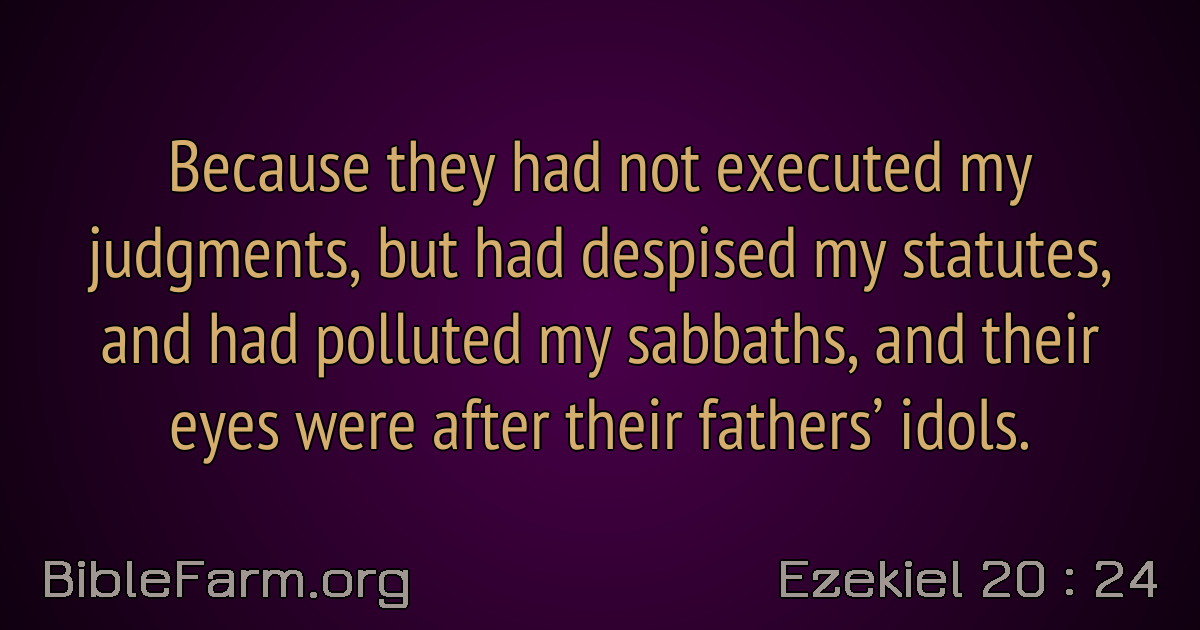 Because they had not executed my
judgments, but had despised my statutes,
and had polluted my sabbaths, and their
eyes were after their fathers’ idols.
BibleFarm.org
Ezekiel 20 : 24